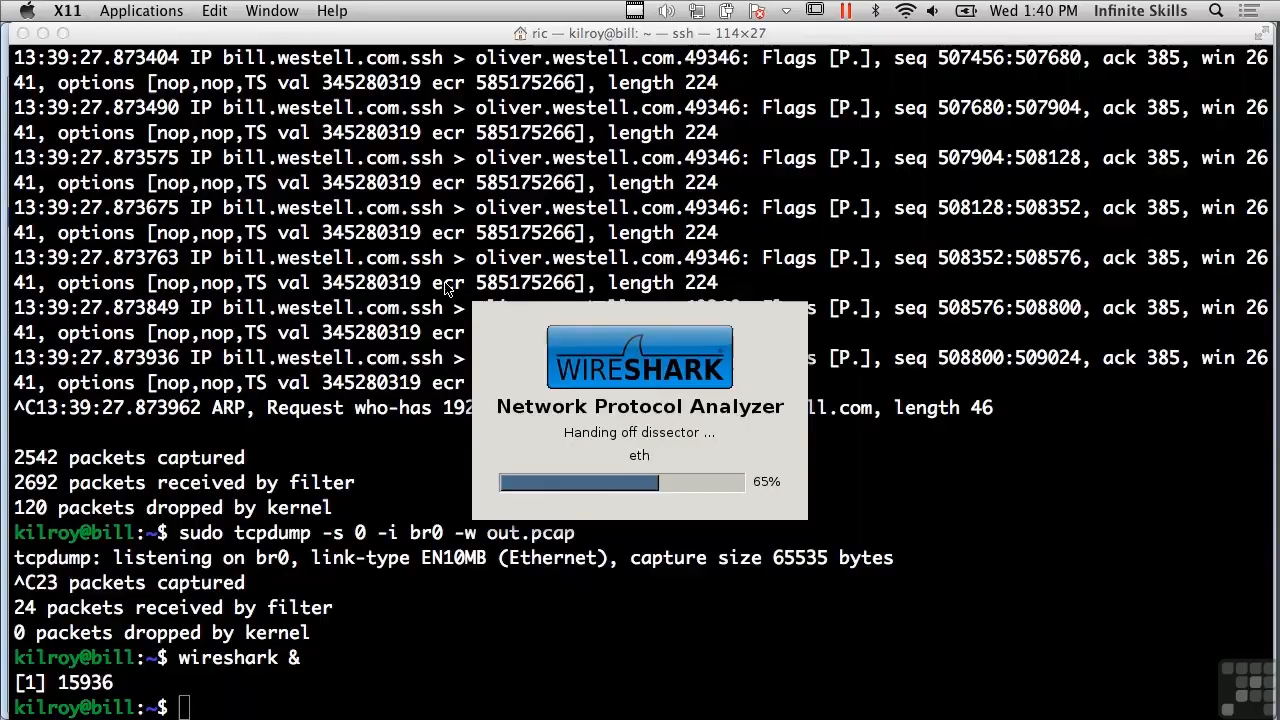 X11 Applications Edit Window Help Wed 1:40 PM Infinite Skills
ric — kilroy@bill: ~ — ssh — 114×27
13:39:27.873404 IP bill.westell.com.ssh > oliver.westell.com.49346: Flags [P.], seq 507456:507680, ack 385, win 26
41, options [nop,nop,TS val 345280319 ecr 585175266], length 224
13:39:27.873490 IP bill.westell.com.ssh > oliver.westell.com.49346: Flags [P.], seq 507680:507904, ack 385, win 26
41, options [nop,nop,TS val 345280319 ecr 585175266], length 224
13:39:27.873575 IP bill.westell.com.ssh > oliver.westell.com.49346: Flags [P.], seq 507904:508128, ack 385, win 26
41, options [nop,nop,TS val 345280319 ecr 585175266], length 224
13:39:27.873675 IP bill.westell.com.ssh > oliver.westell.com.49346: Flags [P.], seq 508128:508352, ack 385, win 26
41, options [nop,nop,TS val 345280319 ecr 585175266], length 224
13:39:27.873763 IP bill.westell.com.ssh > oliver.westell.com.49346: Flags [P.], seq 508352:508576, ack 385, win 26
41, options [nop,nop,TS val 345280319 ecr 585175266], length 224
13:39:27.873849 IP bill.westell.com.ssh > [P.], seq 508576:508800, ack 385, win 26
41, options [nop,nop,TS val 345280319 ecr
13:39:27.873936 IP bill.westell.com.ssh > [P.], seq 508800:509024, ack 385, win 26
41, options [nop,nop,TS val 345280319 ecr
^C13:39:27.873962 ARP, Request who-has 192 ll.com, length 46
WIRESHARK
Network Protocol Analyzer
Handing off dissector ...
eth
65%
2542 packets captured
2692 packets received by filter
120 packets dropped by kernel
kilroy@bill:~$ sudo tcpdump -s 0 -i br0 -w out.pcap
tcpdump: listening on br0, link-type EN10MB (Ethernet), capture size 65535 bytes
^C23 packets captured
24 packets received by filter
0 packets dropped by kernel
kilroy@bill:~$ wireshark &
[1] 15936
kilroy@bill:~$